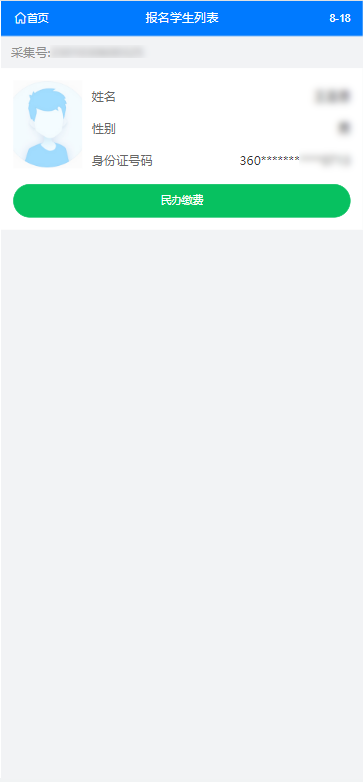 首页 报名学生列表 8-18
采集号:
姓名
性别
身份证号码 360*******
民办缴费